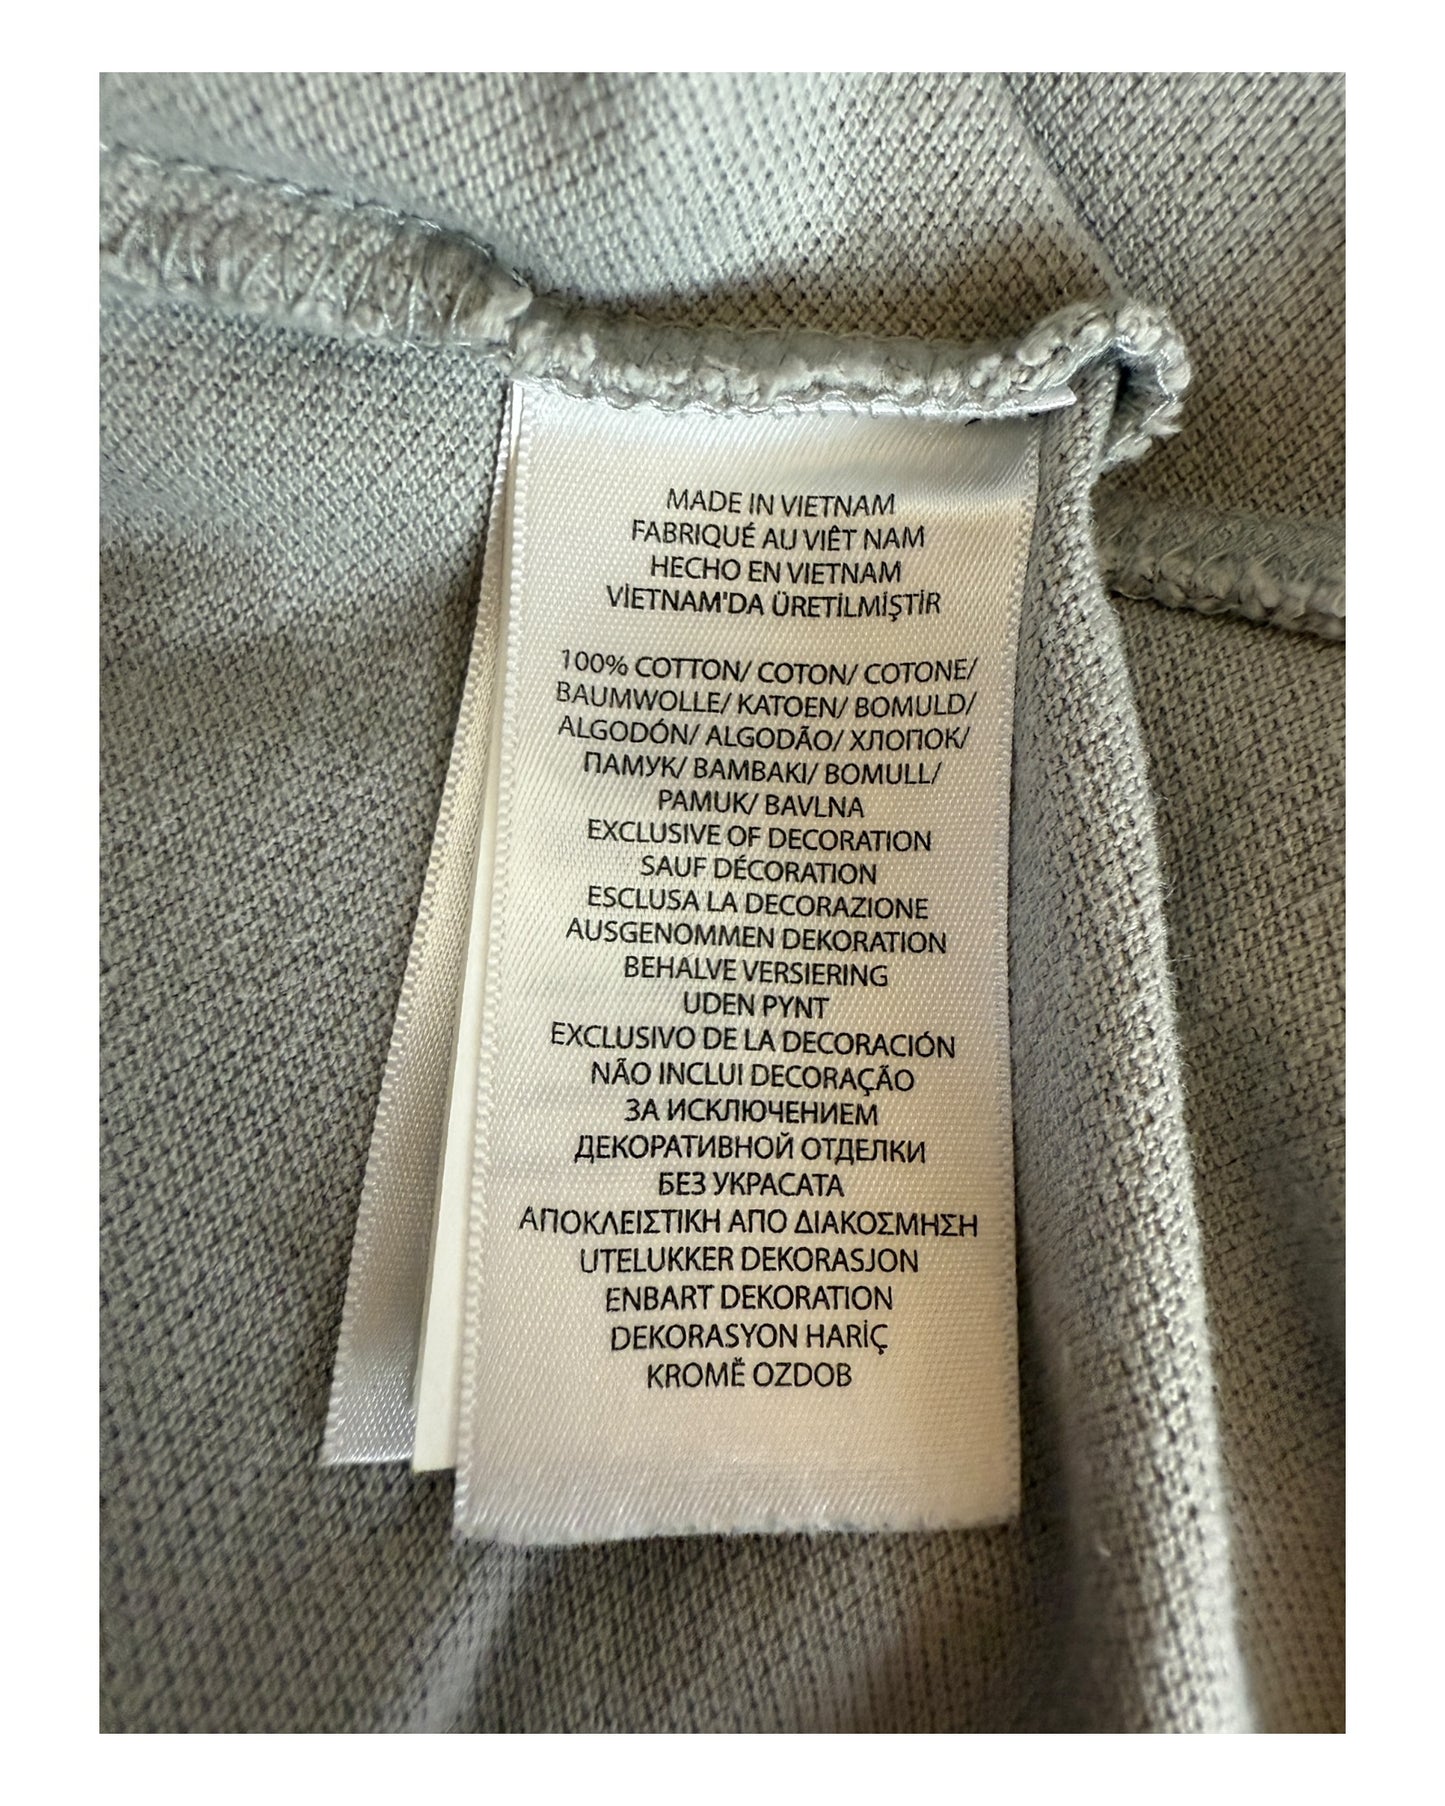 MADE IN VIETNAM
FABRIQUÉ AU VIÊT NAM
HECHO EN VIETNAM
VİETNAM'DA ÜRETİLMİŞTİR
100% COTTON/ COTON/ COTONE/
BAUMWOLLE/ KATOEN/ BOMULD/
ALGODÓN/ ALGODÃO/ ХЛОПОК/
ПАМУК/ BAMBAKI/ BOMULL/
PAMUK/ BAVLNA
EXCLUSIVE OF DECORATION
SAUF DÉCORATION
ESCLUSA LA DECORAZIONE
AUSGENOMMEN DEKORATION
BEHALVE VERSIERING
UDEN PYNT
EXCLUSIVO DE LA DECORACIÓN
NÃO INCLUI DECORAÇÃO
ЗА ИСКЛЮЧЕНИЕМ
ДЕКОРАТИВНОЙ ОТДЕЛКИ
БЕЗ УКРАСАТА
ΑΠΟΚΛΕΙΣΤΙΚΗ ΑΠΟ ΔΙΑΚΟΣΜΗΣΗ
UTELUKKER DEKORASJON
ENBART DEKORATION
DEKORASYON HARİÇ
KROMĚ OZDOB